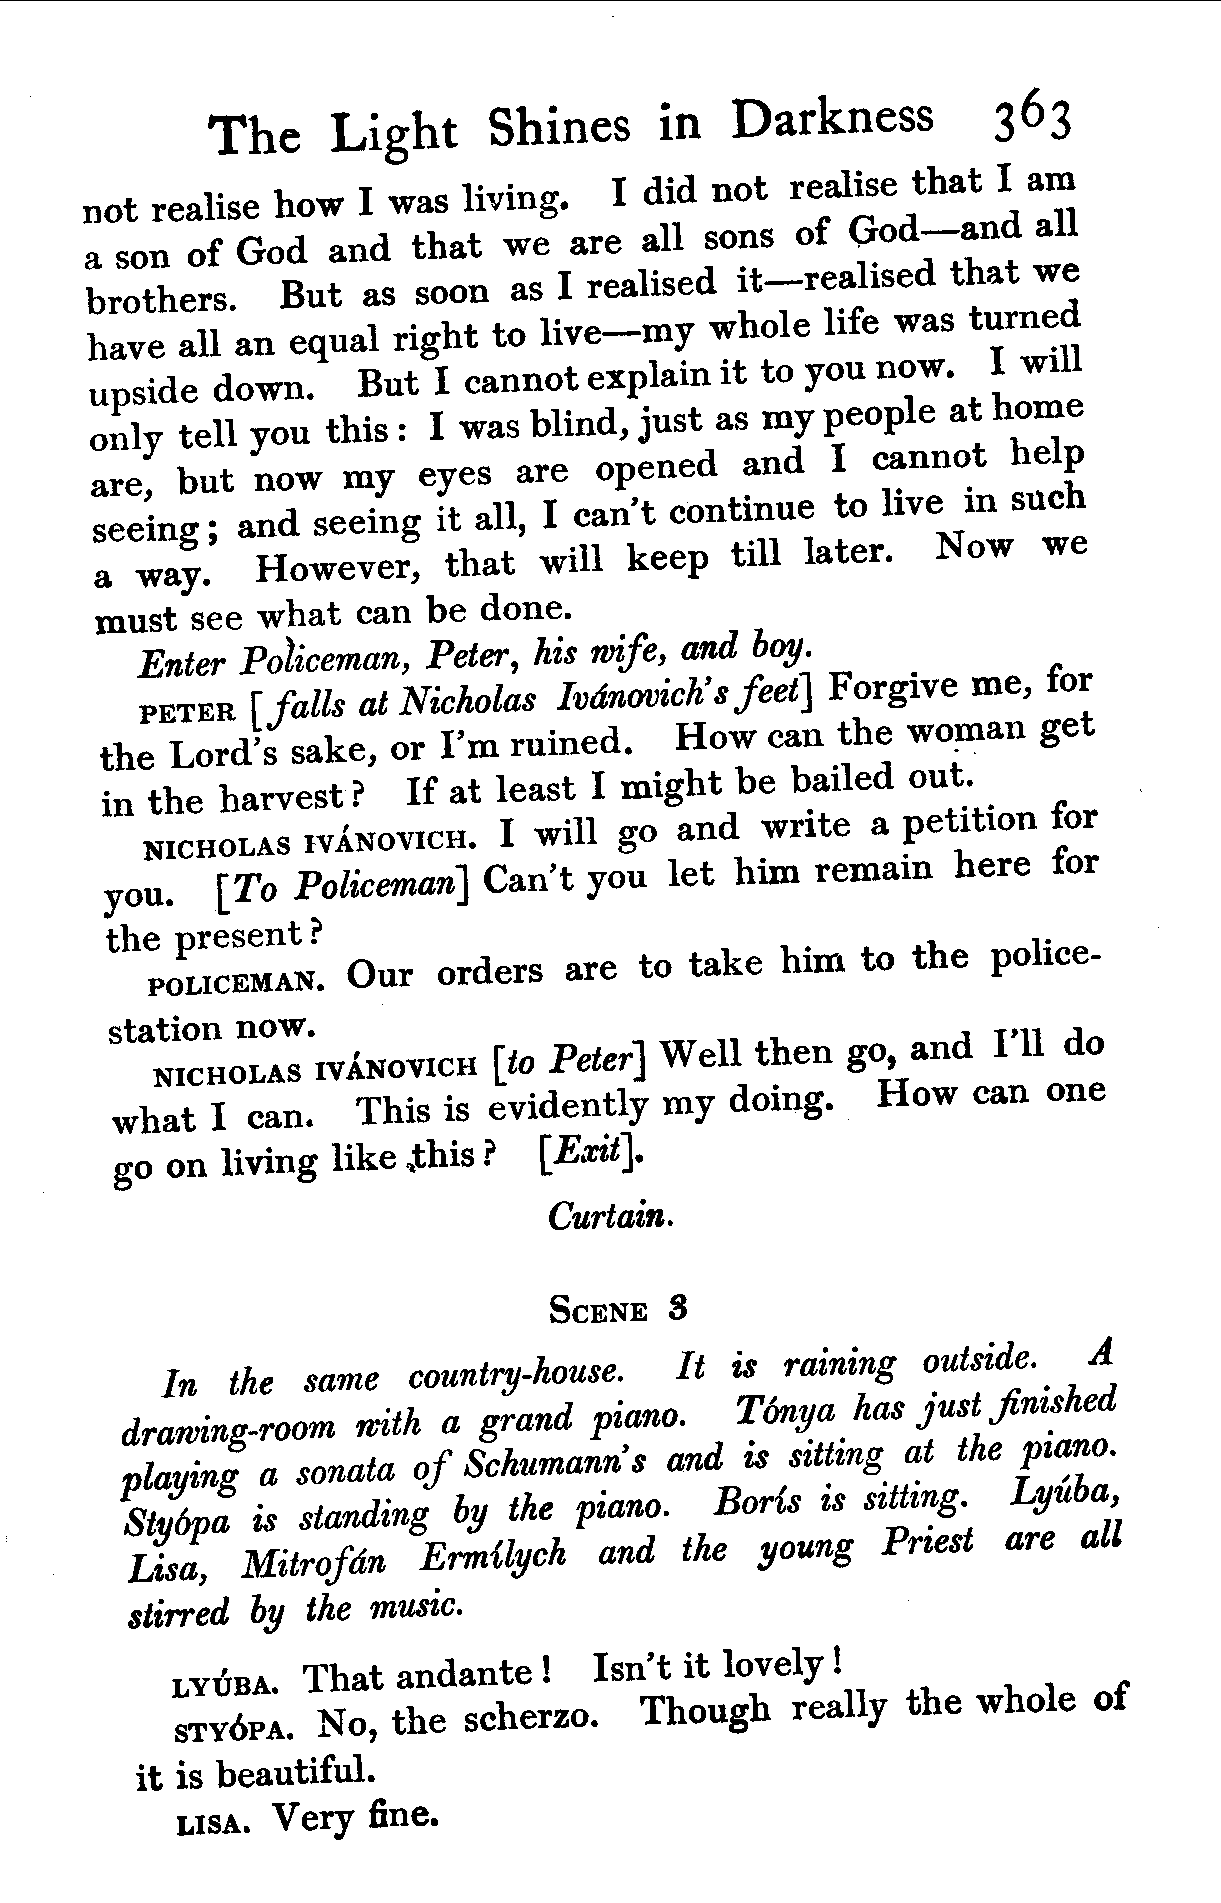 The Light Shines in Darkness 363
not realise how I was living. I did not realise that I am
a son of God and that we are all sons of God—and all
brothers. But as soon as I realised it—realised that we
have all an equal right to live—my whole life was turned
upside down. But I cannot explain it to you now. I will
only tell you this: I was blind, just as my people at home
are, but now my eyes are opened and I cannot help
seeing; and seeing it all, I can't continue to live in such
a way. However, that will keep till later. Now we
must see what can be done.
Enter Policeman, Peter, his wife, and boy.
PETER [falls at Nicholas Ivánovich's feet] Forgive me, for
the Lord's sake, or I'm ruined. How can the woman get
in the harvest? If at least I might be bailed out.
NICHOLAS IVÁNOVICH. I will go and write a petition for
you. [To Policeman] Can't you let him remain here for
the present?
POLICEMAN. Our orders are to take him to the police-
station now.
NICHOLAS IVÁNOVICH [to Peter] Well then go, and I'll do
what I can. This is evidently my doing. How can one
go on living like this? [Exit].
Curtain.
SCENE 3
In the same country-house. It is raining outside. A
drawing-room with a grand piano. Tónya has just finished
playing a sonata of Schumann's and is sitting at the piano.
Styópa is standing by the piano. Borís is sitting. Lyúba,
Lisa, Mitrofán Ermílych and the young Priest are all
stirred by the music.
LYÚBA. That andante! Isn't it lovely!
STYÓPA. No, the scherzo. Though really the whole of
it is beautiful.
LISA. Very fine.